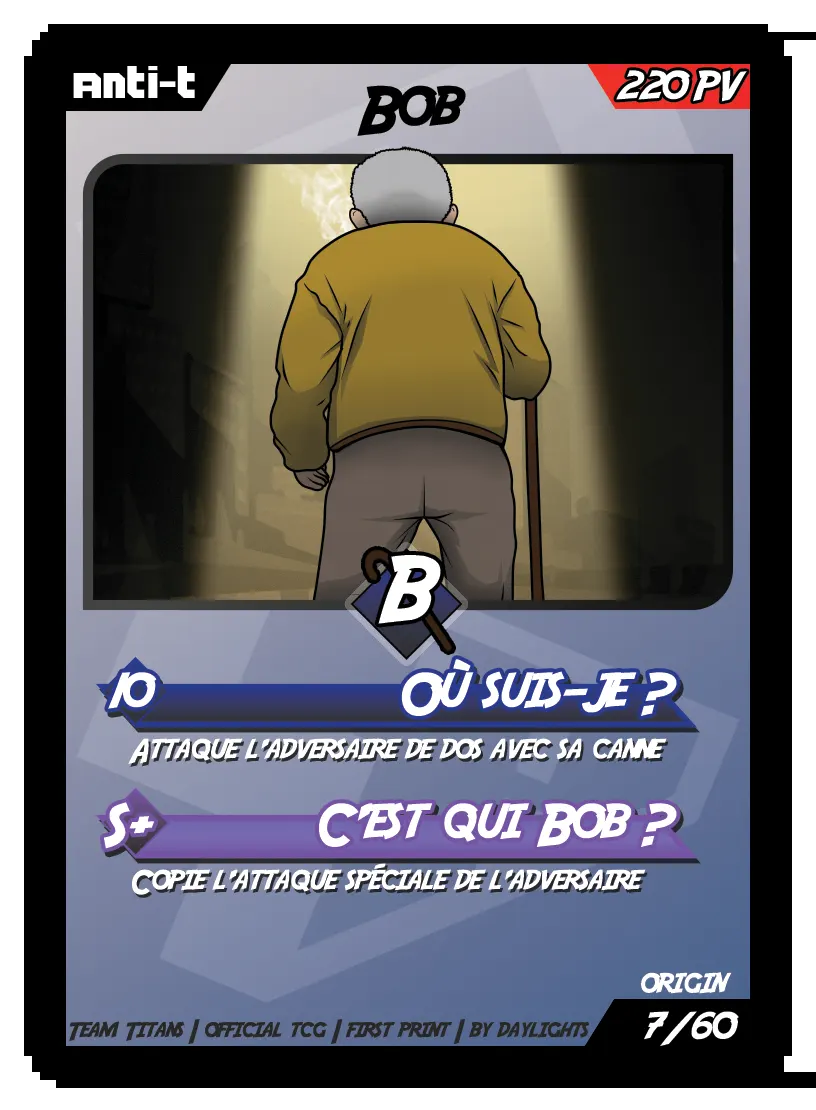 Anti-t
Bob
220 PV
B
10
Où suis-je ?
Attaque l'adversaire de dos avec sa canne
S+
C'est qui Bob ?
Copie l'attaque spéciale de l'adversaire
Origin
Team Titans | Official TCG | First Print | By Daylights
7/60